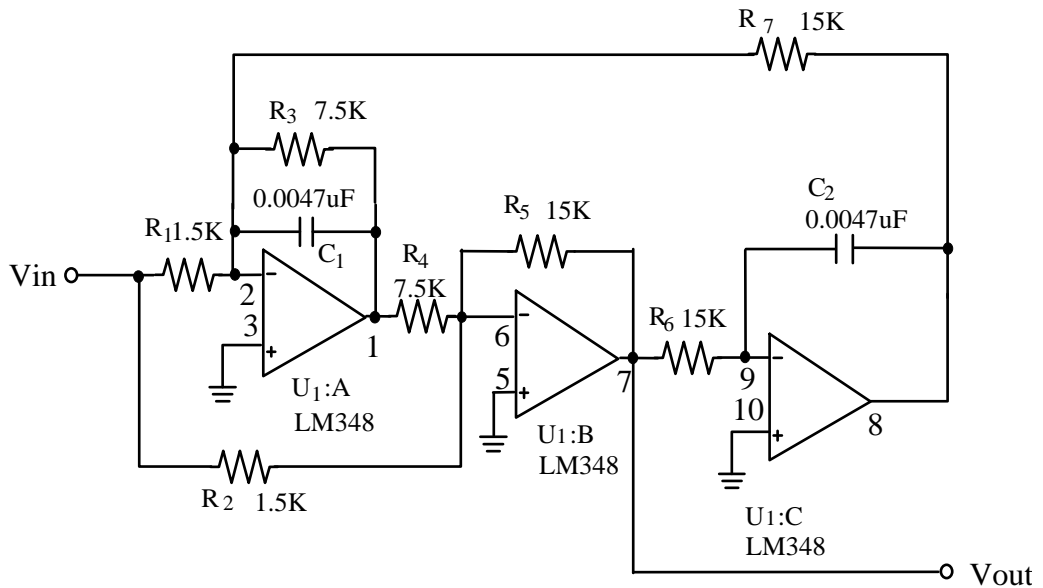 R7 15K
R3 7.5K
0.0047uF
C1
R1 1.5K
Vin
2
3
1
U1:A
LM348
R4
7.5K
R2 1.5K
R5 15K
6
5
7
U1:B
LM348
R6 15K
C2
0.0047uF
9
10
8
U1:C
LM348
Vout